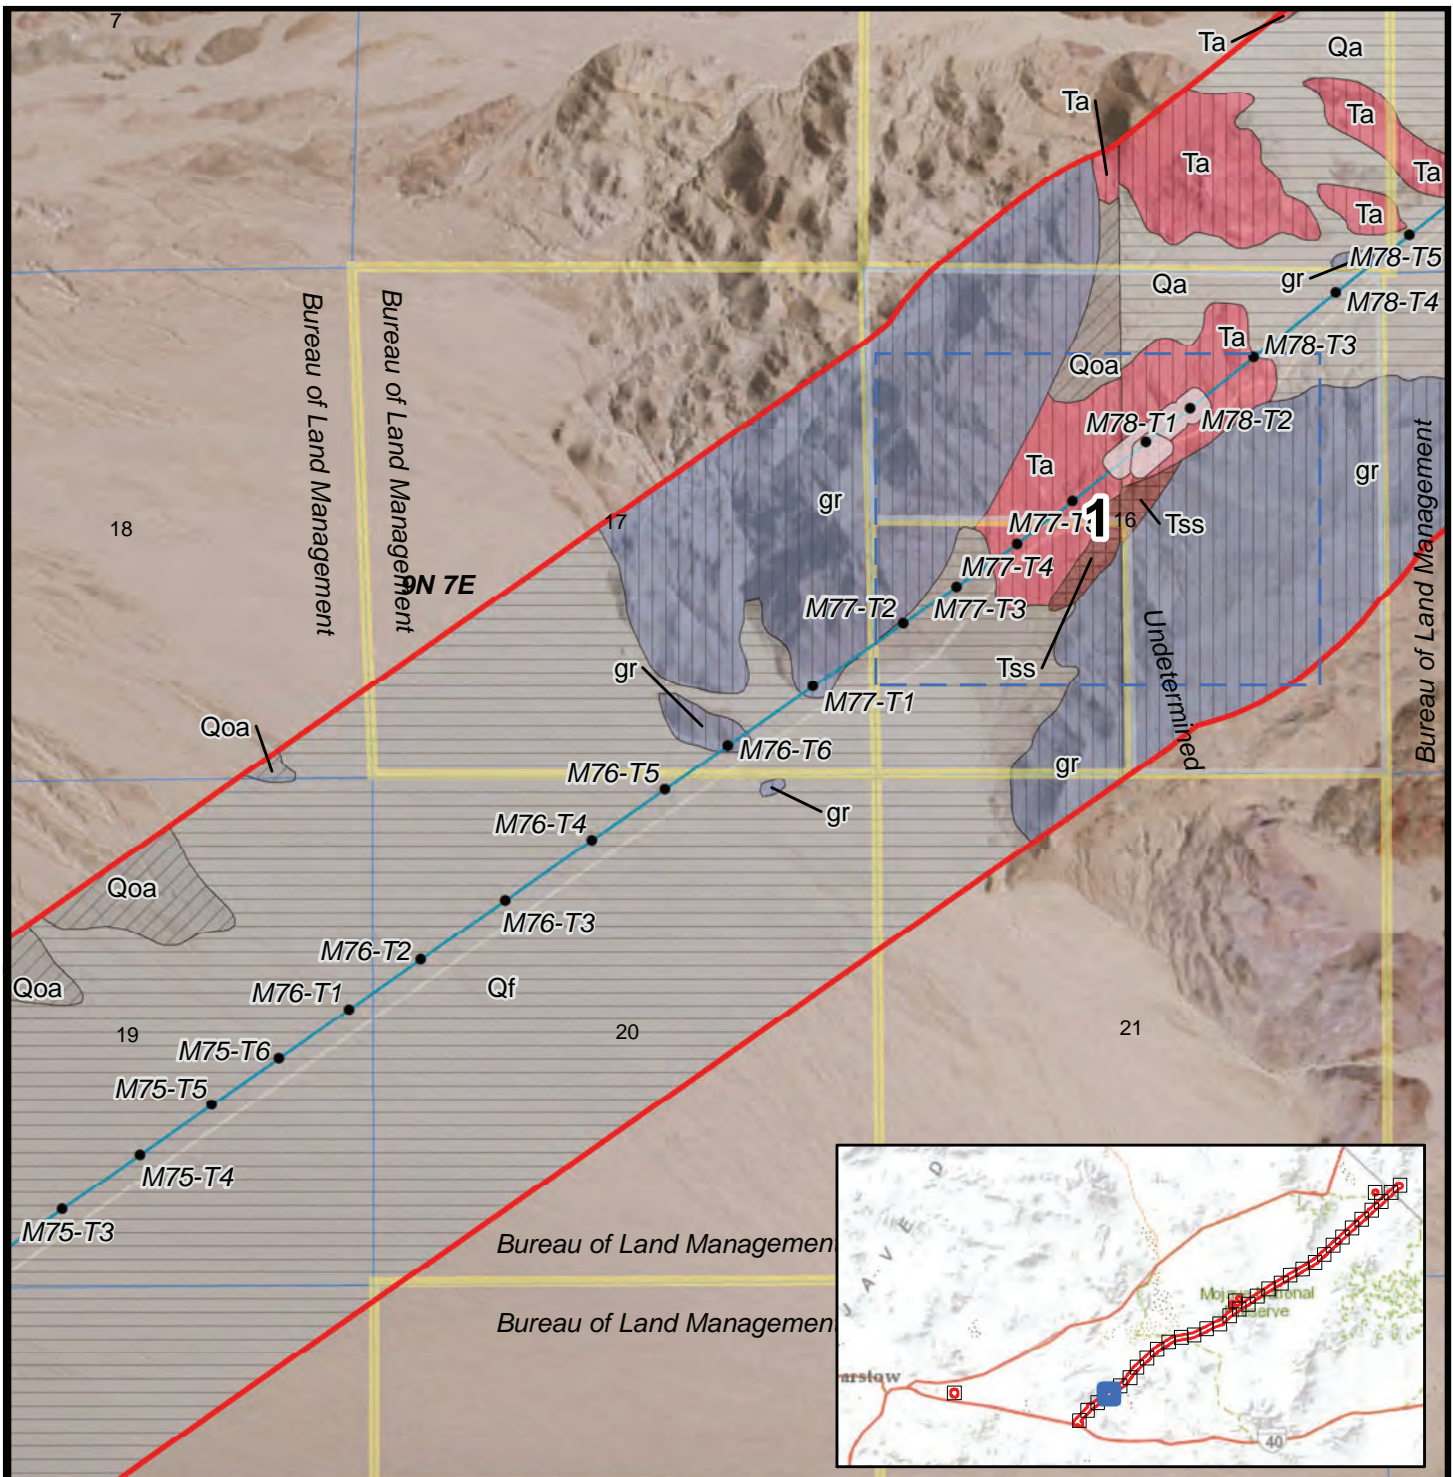 7
Ta
Qa
Ta
Ta
Ta
Ta
Ta
M78-T5
gr
Qa
M78-T4
Bureau of Land Management
Bureau of Land Management
Ta
M78-T3
Qoa
M78-T1
M78-T2
Ta
gr
gr
Bureau of Land Management
18
17
M77-T5
1
16
Tss
M77-T4
9N 7E
M77-T3
M77-T2
Undetermined
gr
Tss
M77-T1
Qoa
M76-T6
gr
M76-T5
gr
M76-T4
Qoa
M76-T3
M76-T2
Qoa
M76-T1
Qf
19
20
21
M75-T6
M75-T5
M75-T4
M75-T3
Bureau of Land Management
Bureau of Land Management
J A V E D
arstow
40